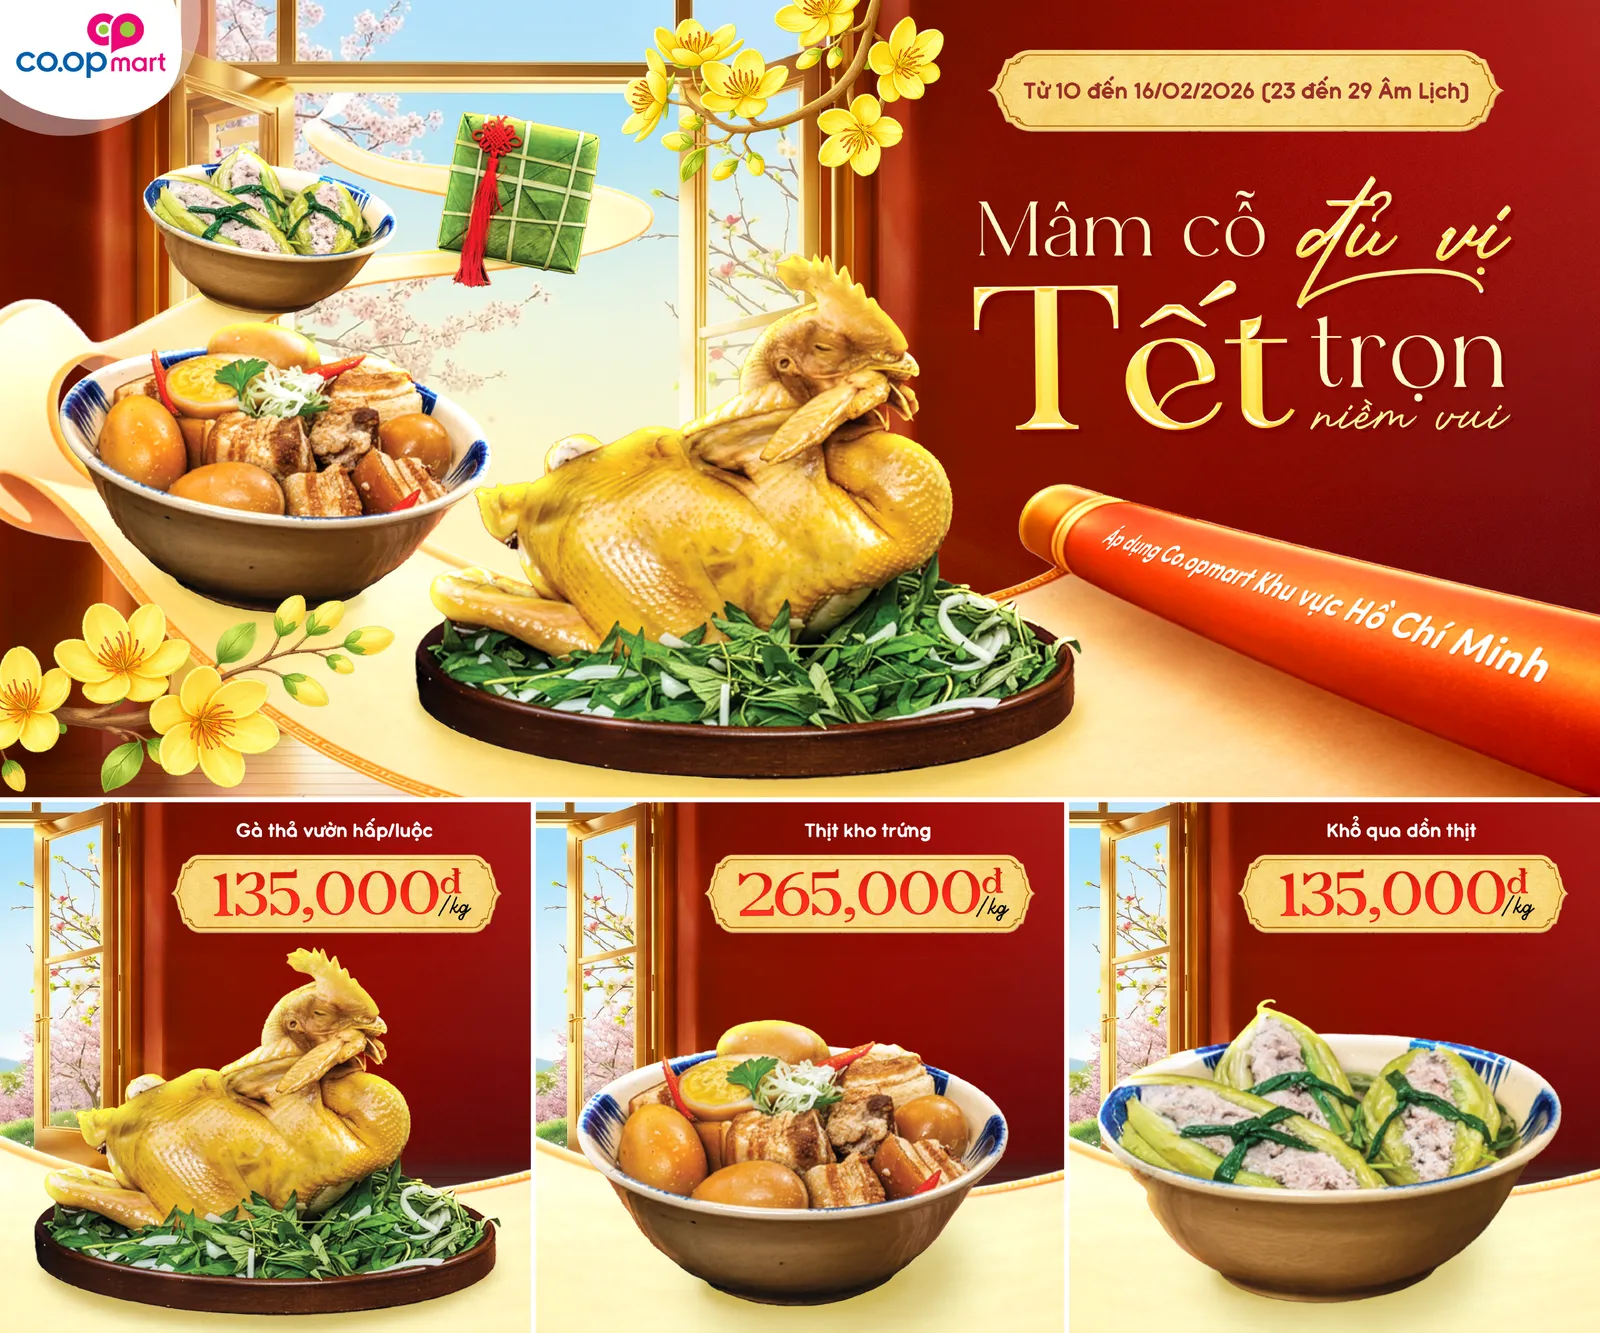 co.opmart
Từ 10 đến 16/02/2026 (23 đến 29 Âm Lịch)
Mâm cỗ đủ vị
Tết trọn
niềm vui
Áp dụng Co.opmart Khu vực Hồ Chí Minh
Gà thả vườn hấp/luộc
135,000đ/kg
Thịt kho trứng
265,000đ/kg
Khổ qua dồn thịt
135,000đ/kg